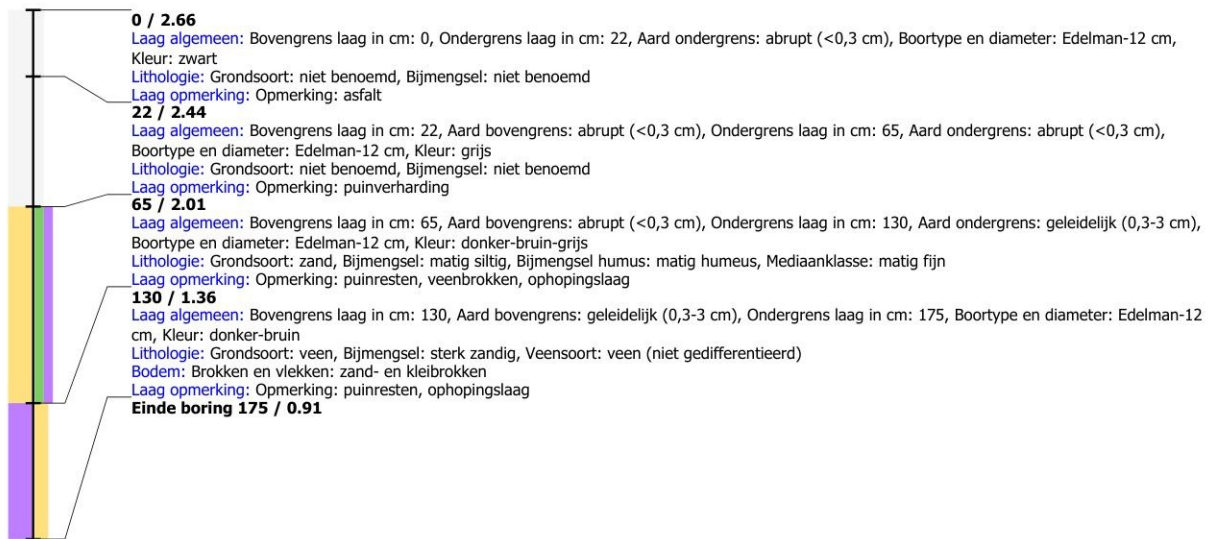 0 / 2.66
Laag algemeen: Bovengrens laag in cm: 0, Ondergrens laag in cm: 22, Aard ondergrens: abrupt (<0,3 cm), Boortype en diameter: Edelman-12 cm,
Kleur: zwart
Lithologie: Grondsoort: niet benoemd, Bijmengsel: niet benoemd
Laag opmerking: Opmerking: asfalt
22 / 2.44
Laag algemeen: Bovengrens laag in cm: 22, Aard bovengrens: abrupt (<0,3 cm), Ondergrens laag in cm: 65, Aard ondergrens: abrupt (<0,3 cm),
Boortype en diameter: Edelman-12 cm, Kleur: grijs
Lithologie: Grondsoort: niet benoemd, Bijmengsel: niet benoemd
Laag opmerking: Opmerking: puinverharding
65 / 2.01
Laag algemeen: Bovengrens laag in cm: 65, Aard bovengrens: abrupt (<0,3 cm), Ondergrens laag in cm: 130, Aard ondergrens: geleidelijk (0,3-3 cm),
Boortype en diameter: Edelman-12 cm, Kleur: donker-bruin-grijs
Lithologie: Grondsoort: zand, Bijmengsel: matig siltig, Bijmengsel humus: matig humeus, Mediaanklasse: matig fijn
Laag opmerking: Opmerking: puinresten, veenbrokken, ophopingslaag
130 / 1.36
Laag algemeen: Bovengrens laag in cm: 130, Aard bovengrens: geleidelijk (0,3-3 cm), Ondergrens laag in cm: 175, Boortype en diameter: Edelman-12
cm, Kleur: donker-bruin
Lithologie: Grondsoort: veen, Bijmengsel: sterk zandig, Veensoort: veen (niet gedifferentieerd)
Bodem: Brokken en vlekken: zand- en kleibrokken
Laag opmerking: Opmerking: puinresten, ophopingslaag
Einde boring 175 / 0.91